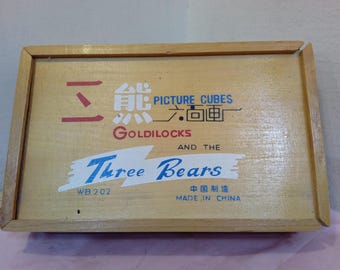 三熊 PICTURE CUBES
六面画
GOLDILOCKS
AND THE
Three Bears
WB 202
中国制造
MADE IN CHINA